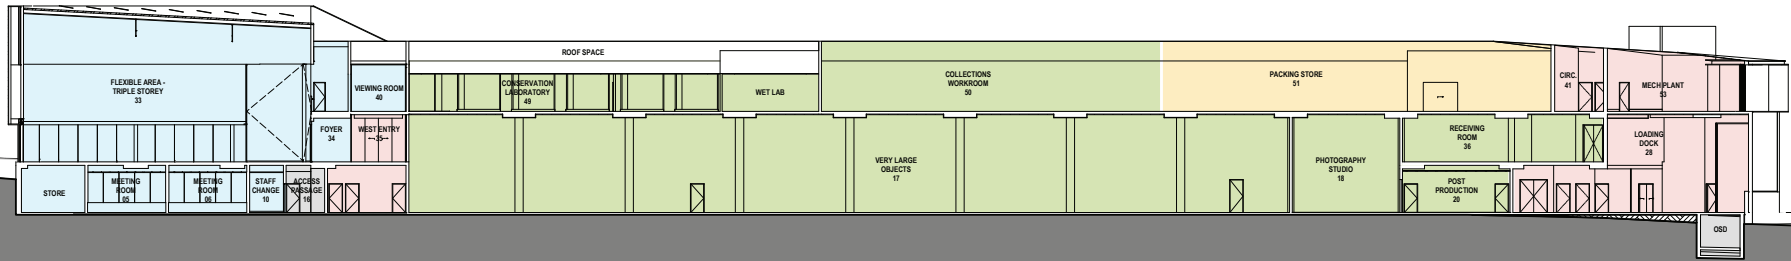 ROOF SPACE
FLEXIBLE AREA -
TRIPLE STOREY
33
VIEWING ROOM
40
CONSERVATION
LABORATORY
49
WET LAB
COLLECTIONS
WORKROOM
50
PACKING STORE
51
CIRC.
41
MECH PLANT
53
FOYER
34
WEST ENTRY
35
RECEIVING
ROOM
36
LOADING
DOCK
28
VERY LARGE
OBJECTS
17
PHOTOGRAPHY
STUDIO
18
STORE
MEETING
ROOM
05
MEETING
ROOM
06
STAFF
CHANGE
10
ACCESS
PASSAGE
16
POST
PRODUCTION
20
OSD